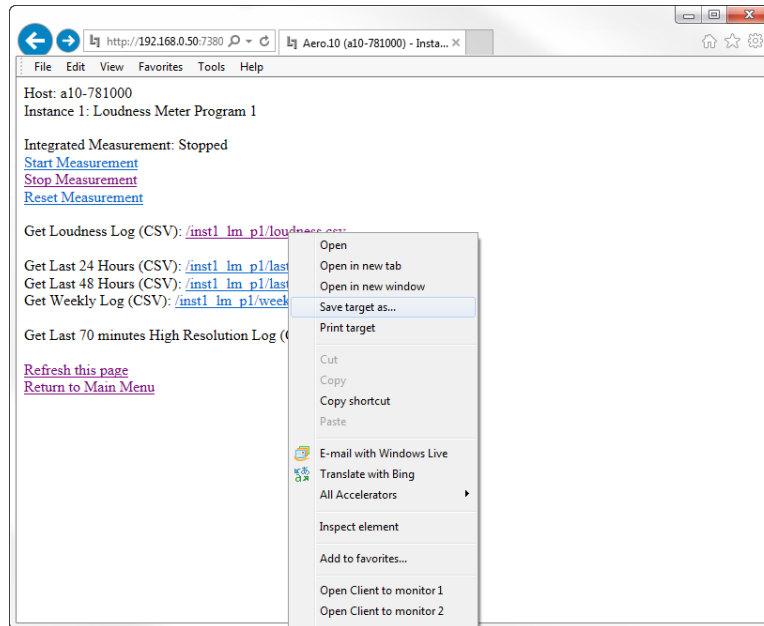 http://192.168.0.50:7380
Aero.10 (a10-781000) - Insta...
File Edit View Favorites Tools Help
Host: a10-781000
Instance 1: Loudness Meter Program 1
Integrated Measurement: Stopped
Start Measurement
Stop Measurement
Reset Measurement
Get Loudness Log (CSV): /inst1_lm_p1/loudness.csv
Get Last 24 Hours (CSV): /inst1_lm_p1/last
Get Last 48 Hours (CSV): /inst1_lm_p1/last
Get Weekly Log (CSV): /inst1_lm_p1/week
Get Last 70 minutes High Resolution Log (
Refresh this page
Return to Main Menu
Open
Open in new tab
Open in new window
Save target as...
Print target
Cut
Copy
Copy shortcut
Paste
E-mail with Windows Live
Translate with Bing
All Accelerators
Inspect element
Add to favorites...
Open Client to monitor 1
Open Client to monitor 2